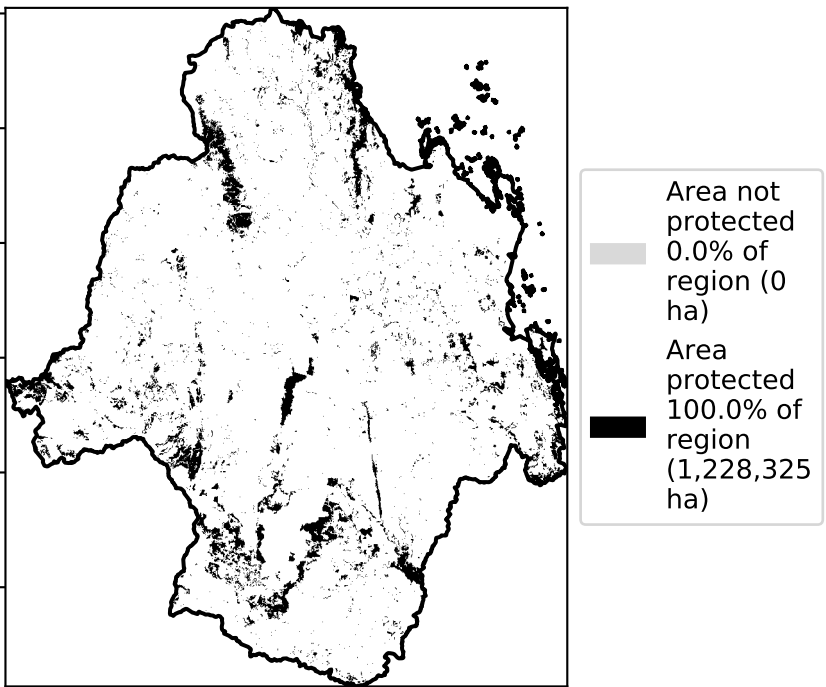 Area not
protected
0.0% of
region (0
ha)
Area
protected
100.0% of
region
(1,228,325
ha)